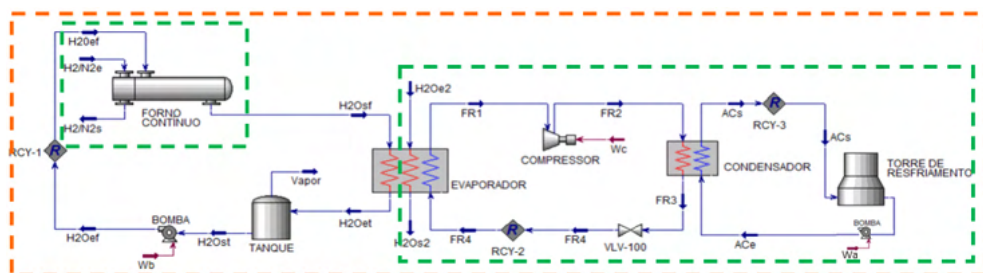 H20ef
H2/N2e
H2/N2s
FORNO
CONTÍNUO
RCY-1
R
H2Osf
H2Oe2
FR1
FR2
COMPRESSOR
Wc
ACs
R
RCY-3
ACs
CONDENSADOR
TORRE DE
RESFRIAMENTO
EVAPORADOR
Vapor
TANQUE
H2Oet
H2Ost
BOMBA
H2Oef
Wb
H2Os2
FR4
R
RCY-2
FR4
VLV-100
FR3
ACe
BOMBA
Wa